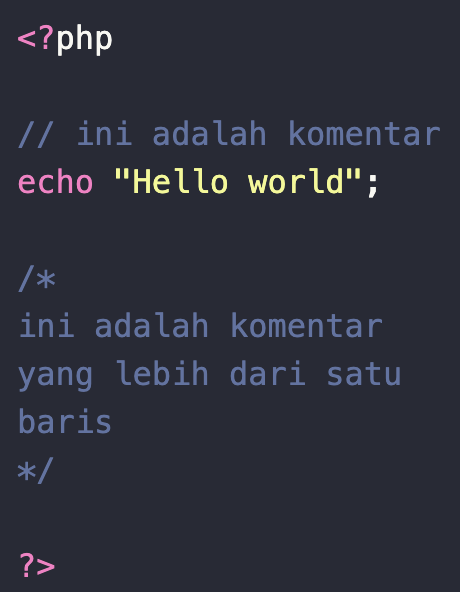 <?php
// ini adalah komentar
echo "Hello world";
/*
ini adalah komentar
yang lebih dari satu
baris
*/
?>